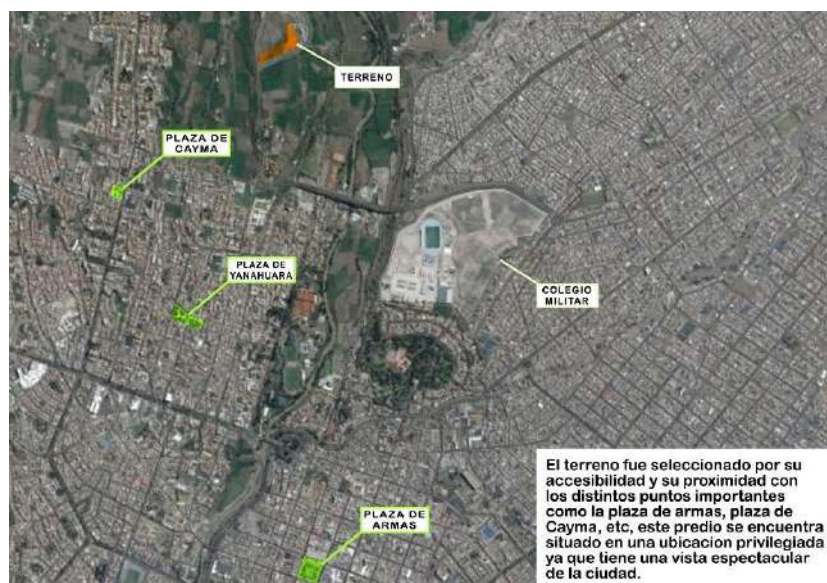 TERRENO
PLAZA DE
CAYMA
PLAZA DE
YANAHUARA
COLEGIO
MILITAR
PLAZA DE
ARMAS
El terreno fue seleccionado por su
accesibilidad y su proximidad con
los distintos puntos importantes
como la plaza de armas, plaza de
Cayma, etc, este predio se encuentra
situado en una ubicacion privilegiada
ya que tiene una vista espectacular
de la ciudad.